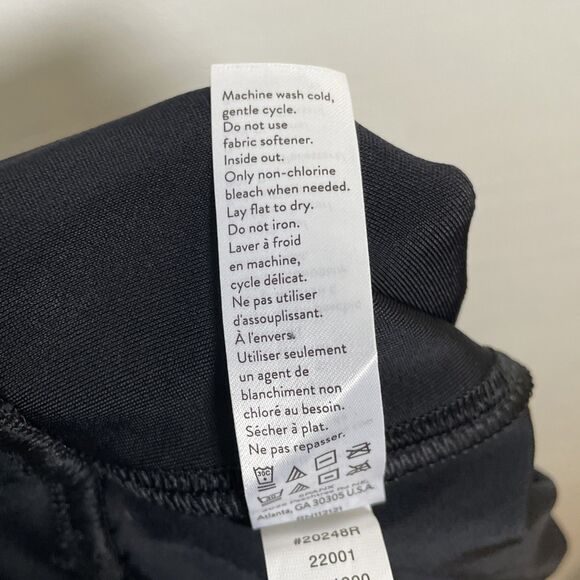 Machine wash cold,
gentle cycle.
Do not use
fabric softener.
Inside out.
Only non-chlorine
bleach when needed.
Lay flat to dry.
Do not iron.
Laver à froid
en machine,
cycle délicat.
Ne pas utiliser
d'assouplissant.
À l'envers.
Utiliser seulement
un agent de
blanchiment non
chloré au besoin.
Sécher à plat.
Ne pas repasser.
30C
SPANX
Atlanta, GA 30305 U.S.A.
#20248R
22001